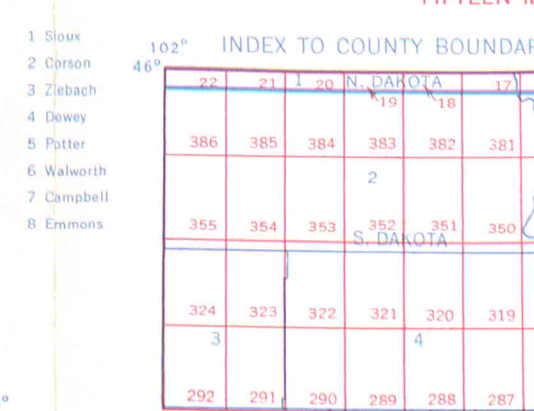 1 Sioux
2 Corson
3 Ziebach
4 Dewey
5 Potter
6 Walworth
7 Campbell
8 Emmons
INDEX TO COUNTY
102°
46°
22 21 1 20 N. DAKOTA 17
19 18
386 385 384 383 382 381
2
355 354 353 352 351 350
S. DAKOTA
324 323 322 321 320 319
3 4
292 291 290 289 288 287